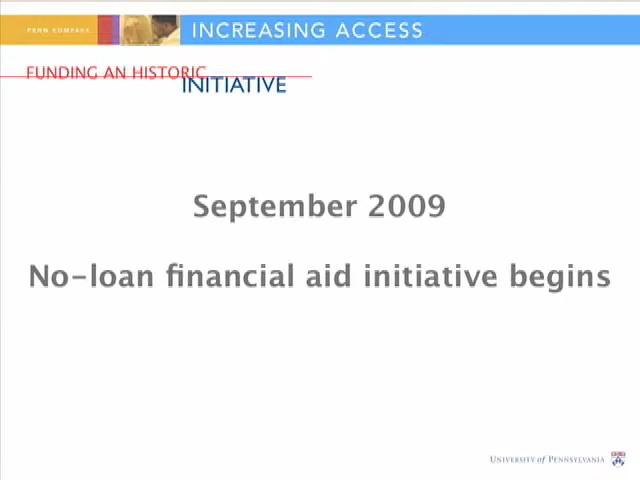 PENN COMPASS
INCREASING ACCESS
FUNDING AN HISTORIC
INITIATIVE
September 2009
No-loan financial aid initiative begins
UNIVERSITY of PENNSYLVANIA